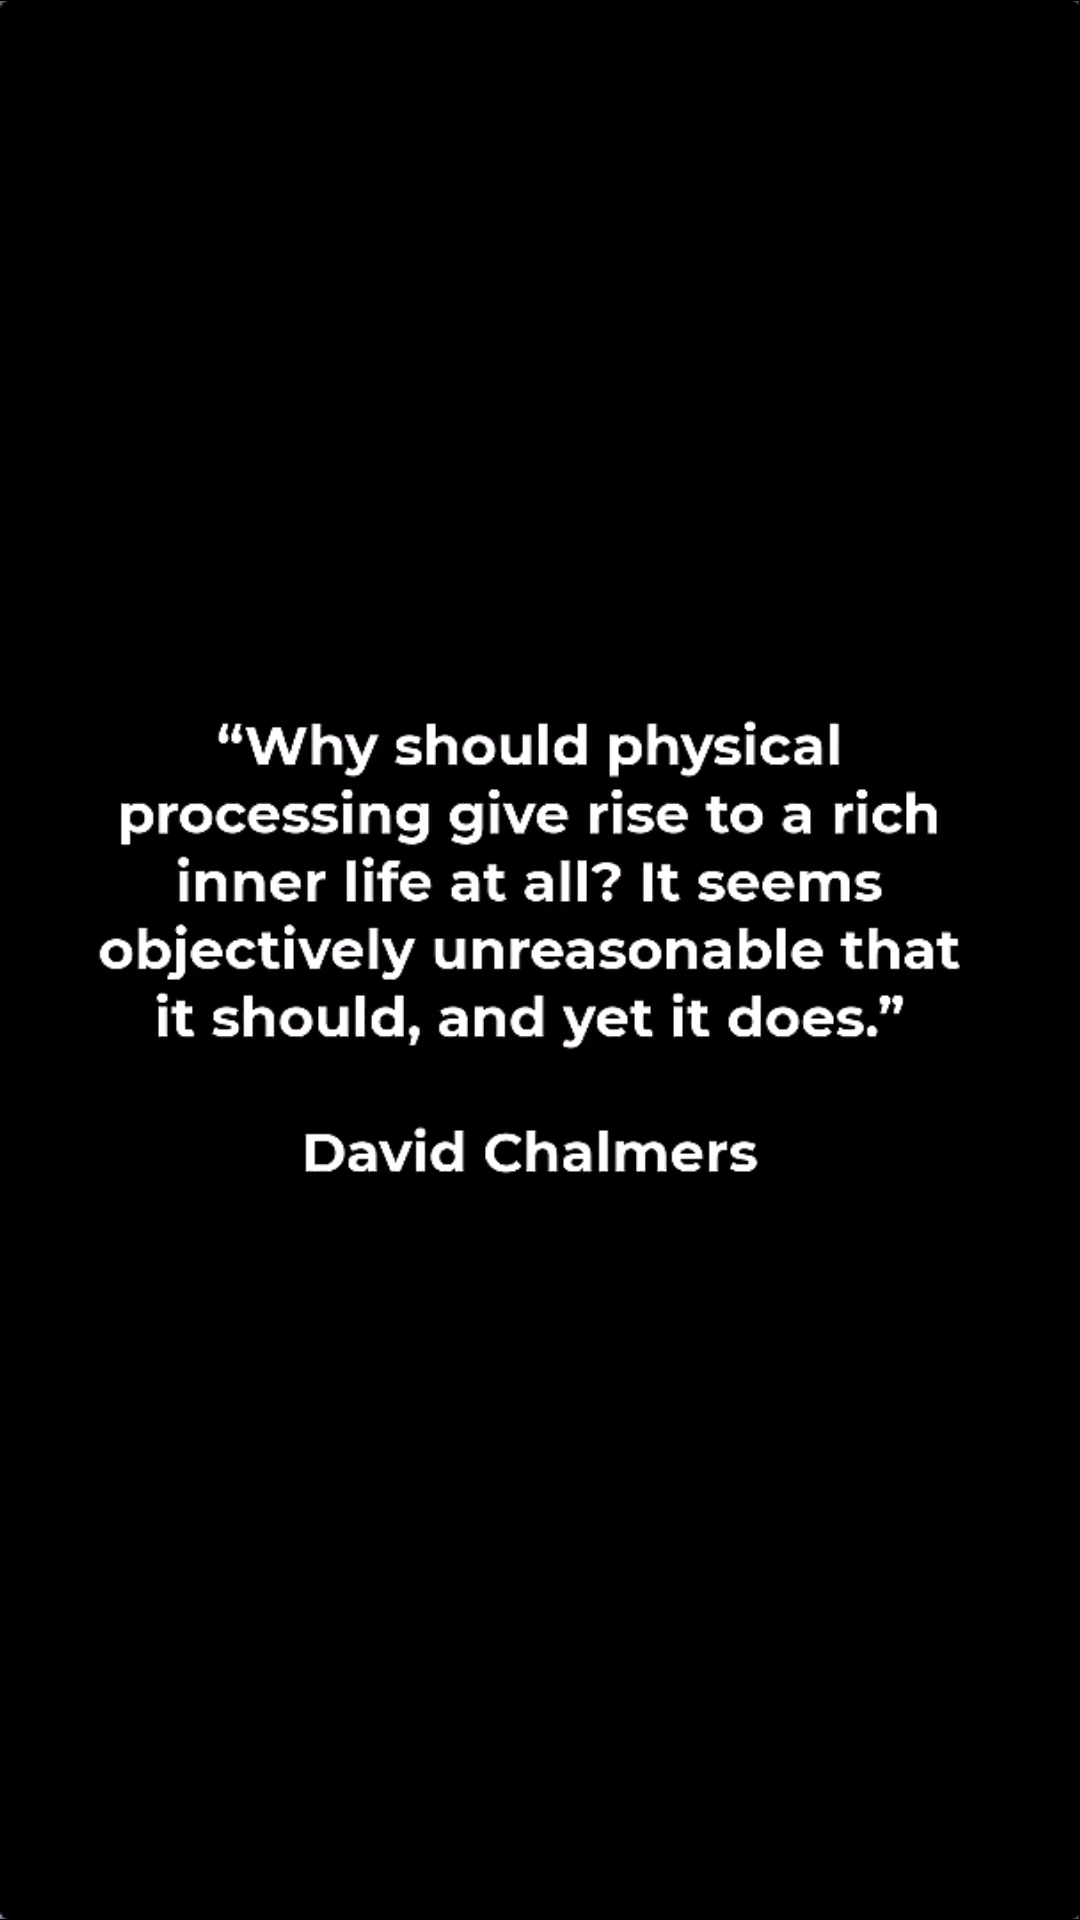 “Why should physical
processing give rise to a rich
inner life at all? It seems
objectively unreasonable that
it should, and yet it does.”
David Chalmers